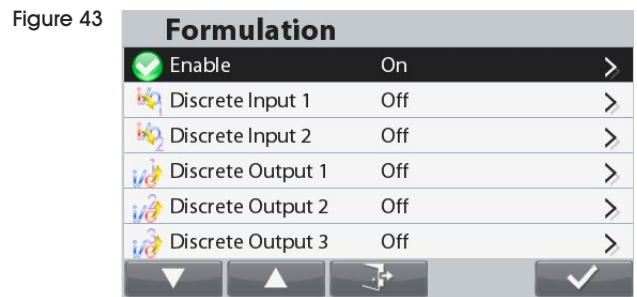 Figure 43
Formulation
Enable On
Discrete Input 1 Off
Discrete Input 2 Off
Discrete Output 1 Off
Discrete Output 2 Off
Discrete Output 3 Off